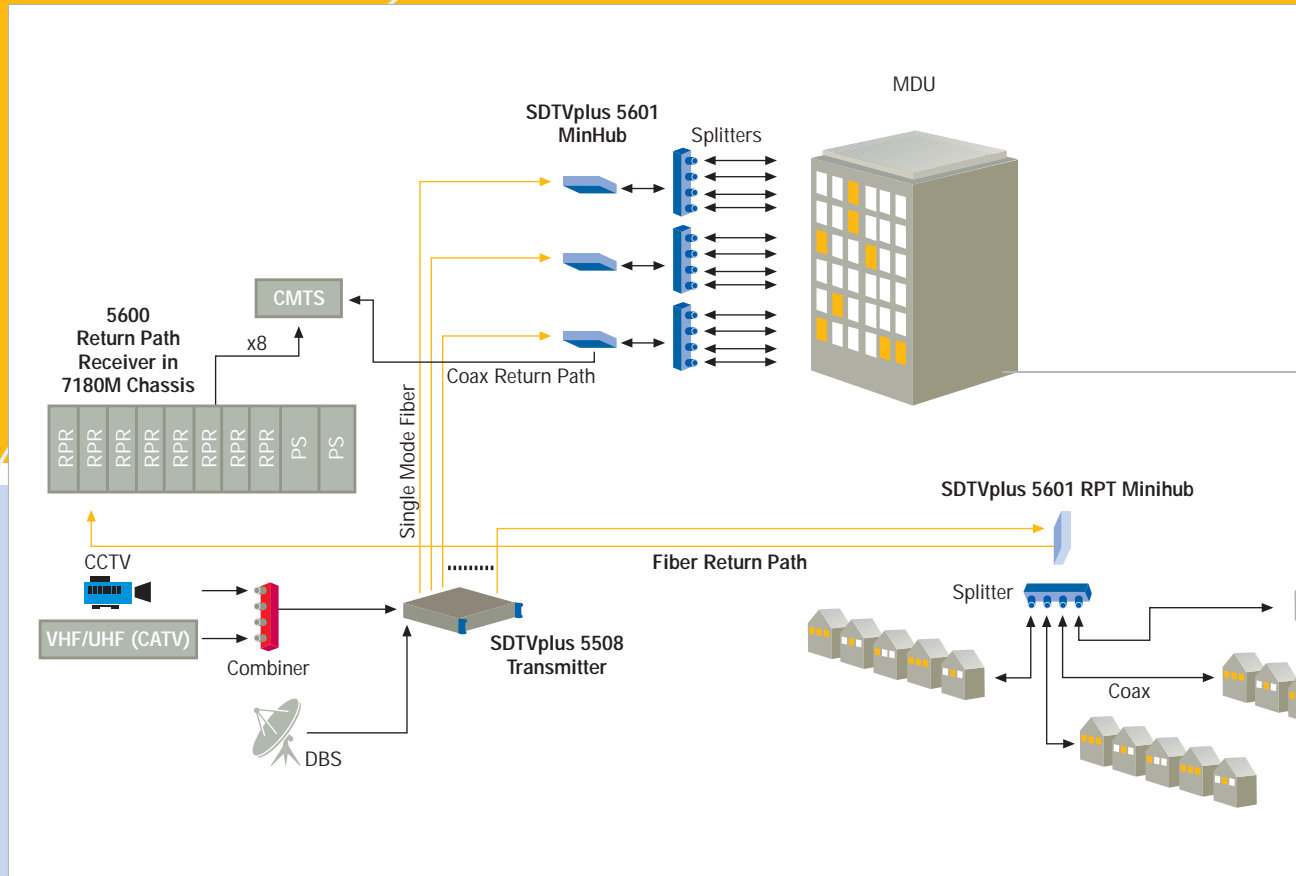 MDU
SDTVplus 5601
MinHub
Splitters
CMTS
5600
Return Path
Receiver in
7180M Chassis
x8
Coax Return Path
RPR
RPR
RPR
RPR
RPR
RPR
RPR
RPR
PS
PS
Single Mode Fiber
SDTVplus 5601 RPT Minihub
Fiber Return Path
CCTV
VHF/UHF (CATV)
Combiner
SDTVplus 5508
Transmitter
Splitter
Coax
DBS